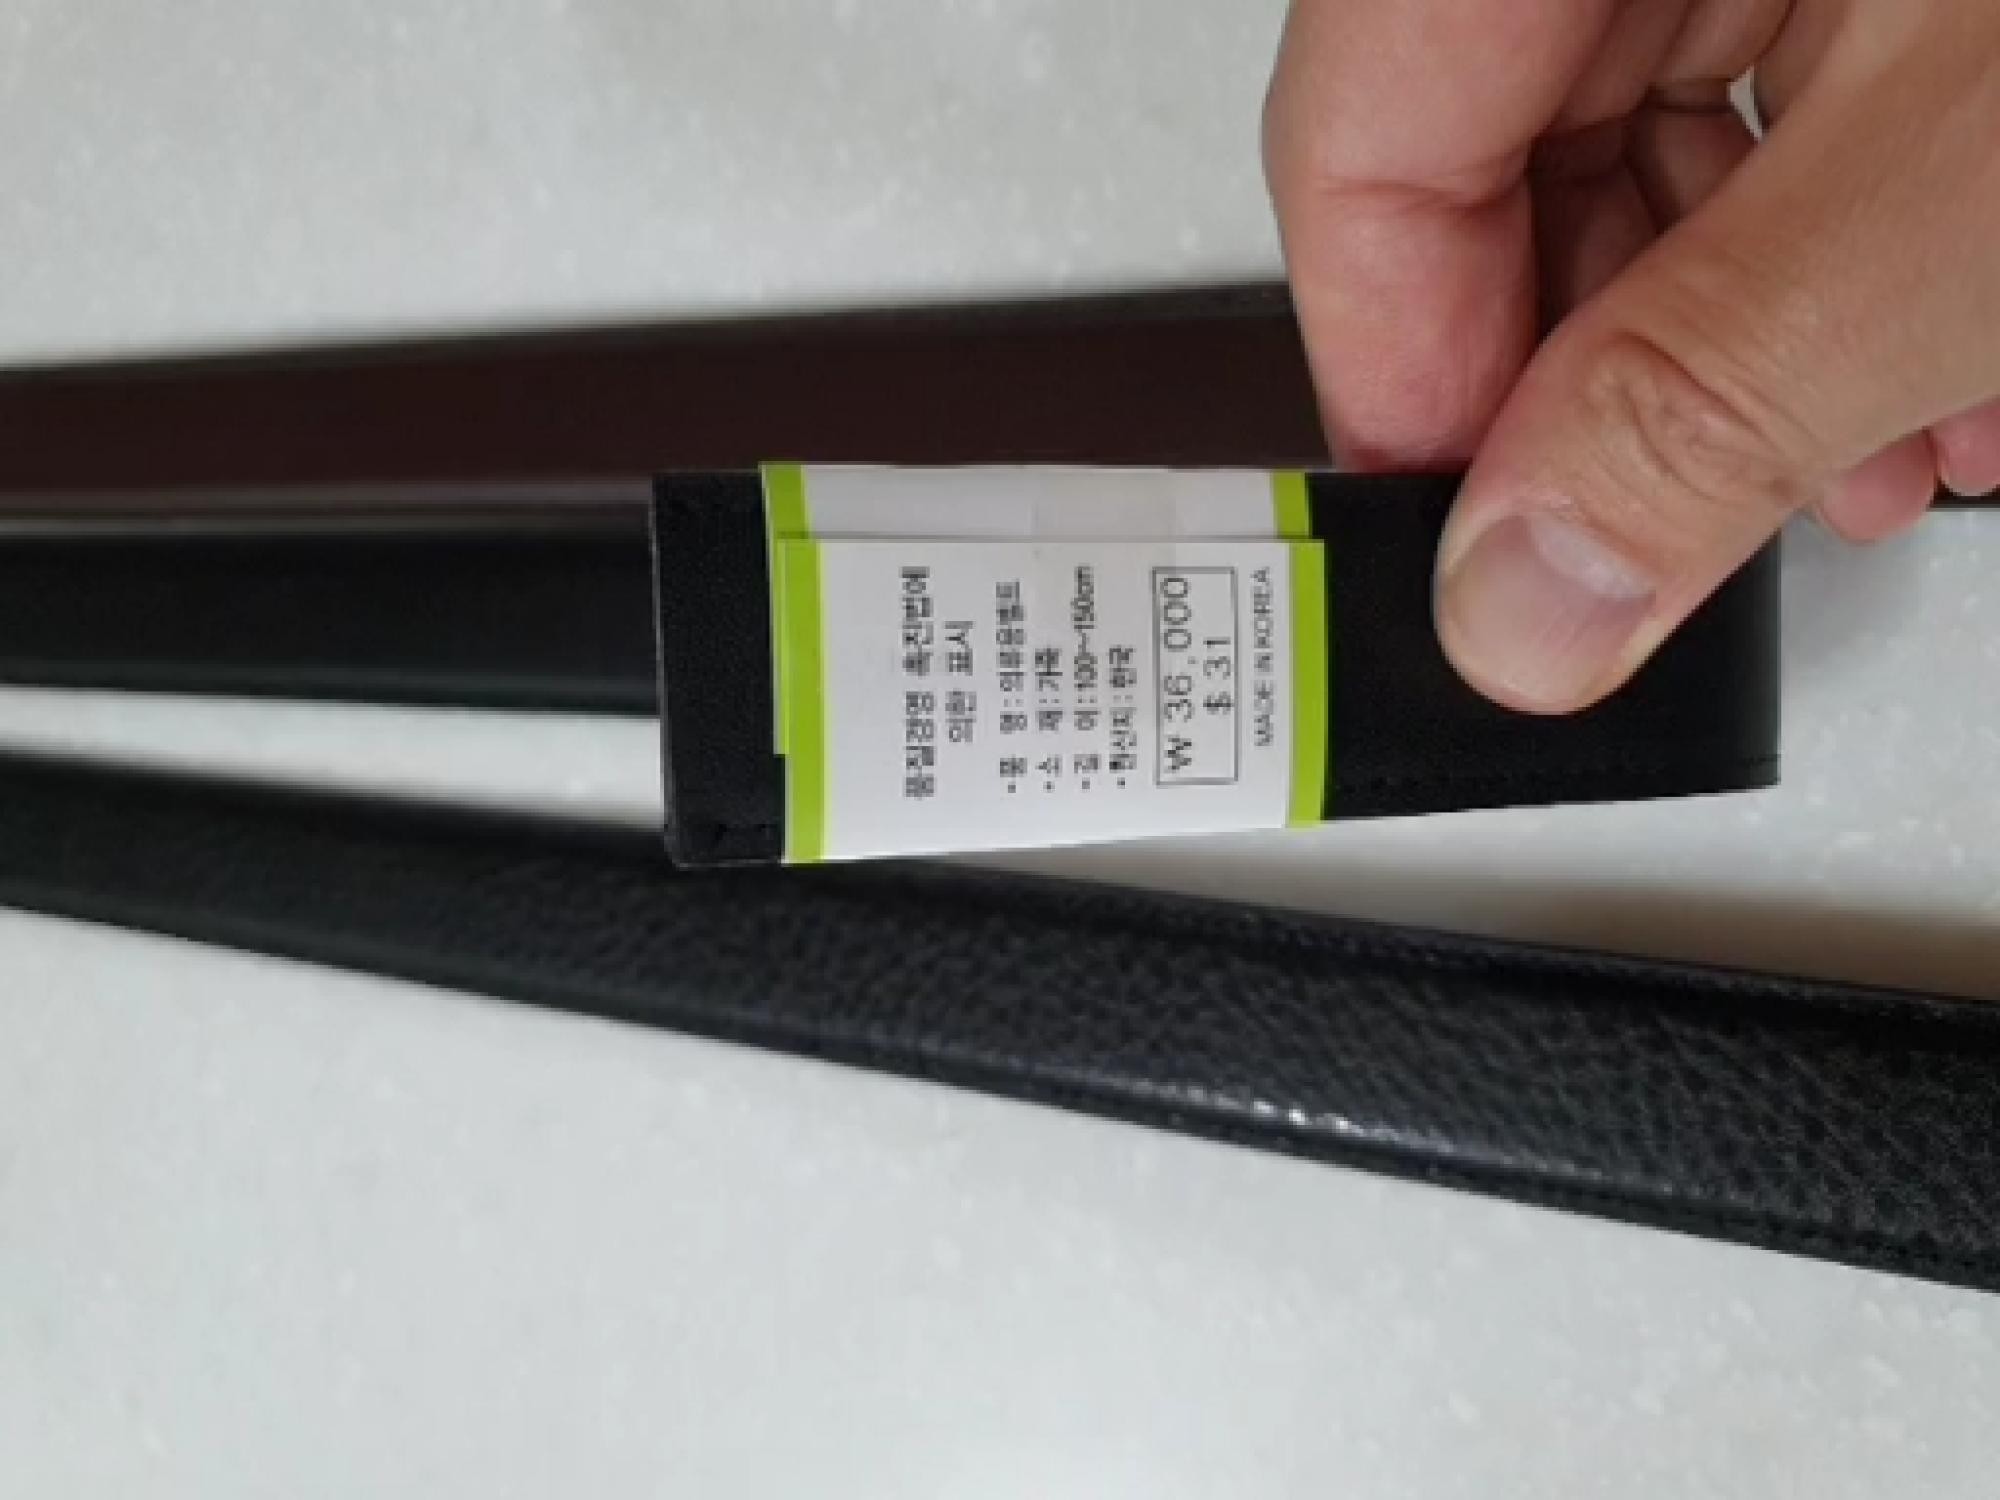 품질경영 촉진법에
의한 표시
· 품 명 : 의류용벨트
· 소 재 : 가죽
· 길 이 : 100~150cm
· 원산지 : 한국
₩ 36,000
$ 31
MADE IN KOREA